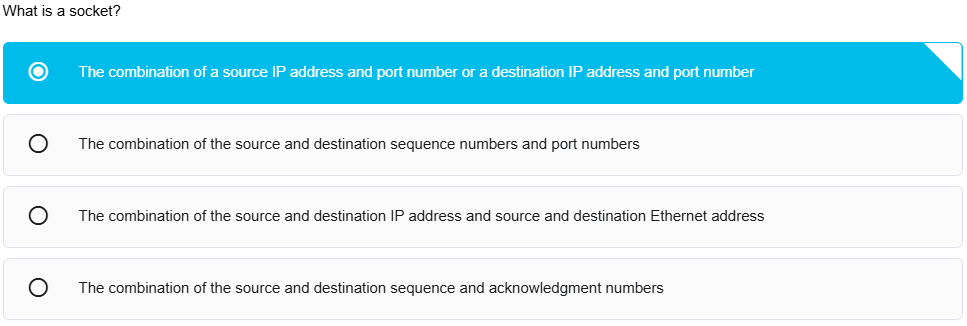 What is a socket?
The combination of a source IP address and port number or a destination IP address and port number
The combination of the source and destination sequence numbers and port numbers
The combination of the source and destination IP address and source and destination Ethernet address
The combination of the source and destination sequence and acknowledgment numbers